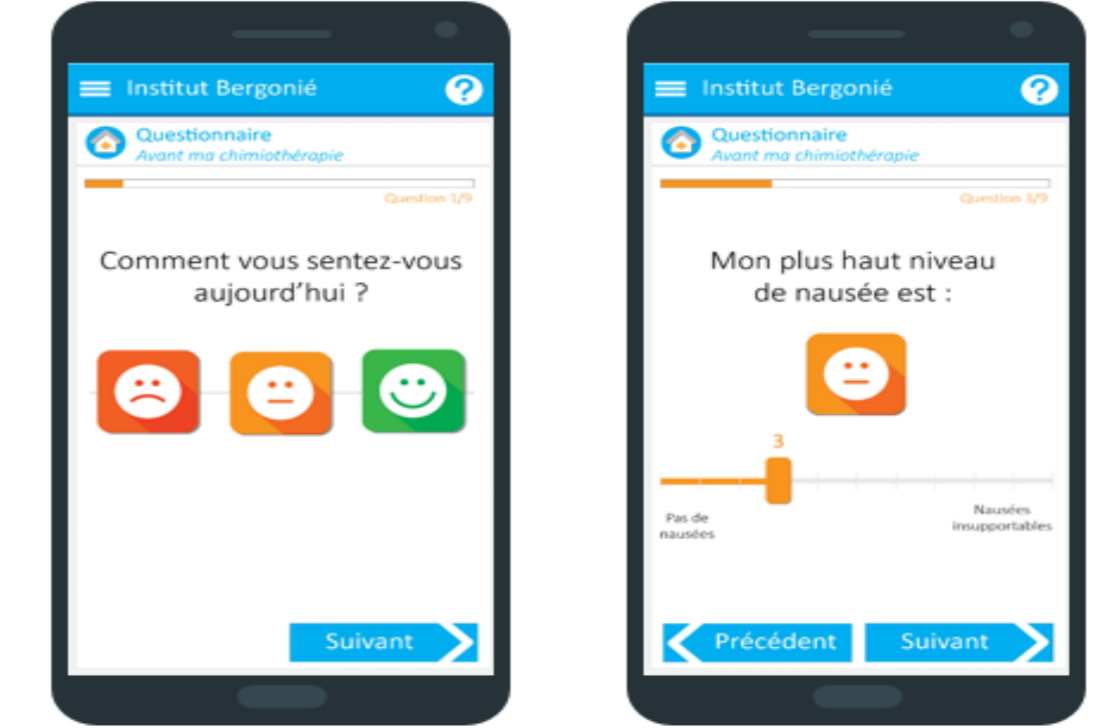 Institut Bergonié
?
Questionnaire
Avant ma chimiothérapie
Question 1/9
Comment vous sentez-vous
aujourd’hui ?
Suivant
Institut Bergonié
?
Questionnaire
Avant ma chimiothérapie
Question 3/9
Mon plus haut niveau
de nausée est :
3
Pas de
nausées
Nausées
insupportables
Précédent
Suivant